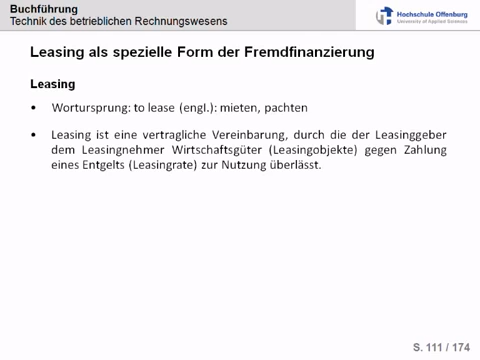 Buchführung
Technik des betrieblichen Rechnungswesens
Hochschule Offenburg
University of Applied Sciences
Leasing als spezielle Form der Fremdfinanzierung
Leasing
• Wortursprung: to lease (engl.): mieten, pachten
• Leasing ist eine vertragliche Vereinbarung, durch die der Leasinggeber
dem Leasingnehmer Wirtschaftsgüter (Leasingobjekte) gegen Zahlung
eines Entgelts (Leasingrate) zur Nutzung überlässt.
S. 111 / 174